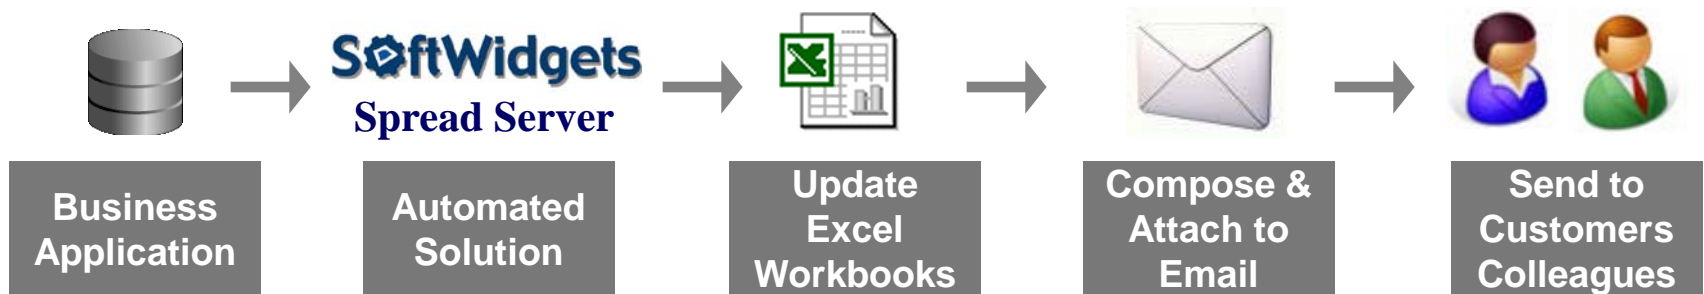 SoftWidgets
Spread Server
Business
Application
Automated
Solution
Update
Excel
Workbooks
Compose &
Attach to
Email
Send to
Customers
Colleagues